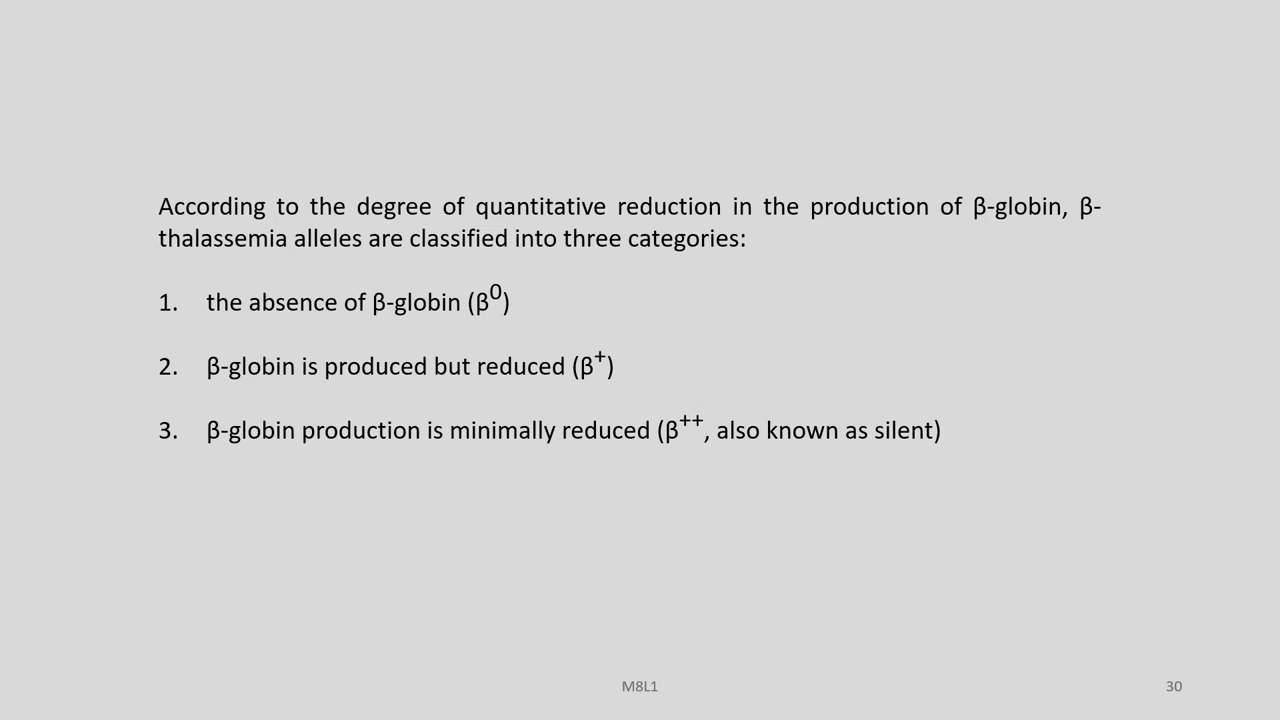 According to the degree of quantitative reduction in the production of β-globin, β-
thalassemia alleles are classified into three categories:
1. the absence of β-globin (β⁰)
2. β-globin is produced but reduced (β⁺)
3. β-globin production is minimally reduced (β⁺⁺, also known as silent)
M8L1
30